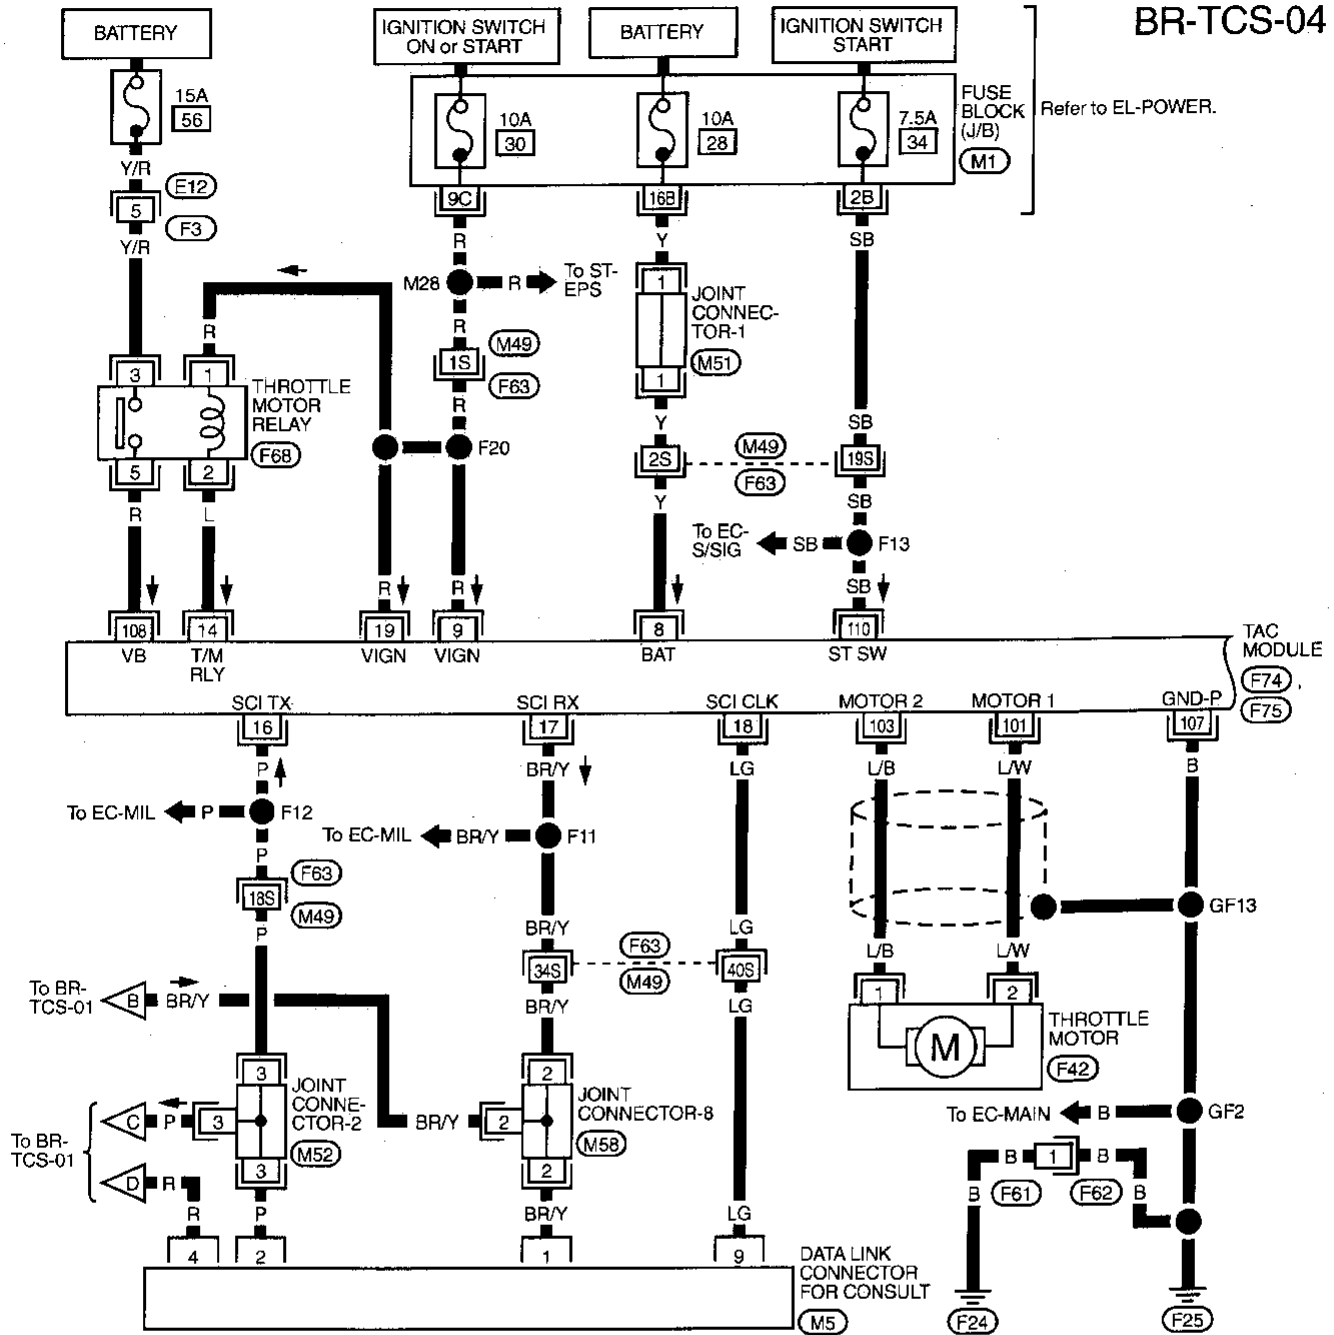 BR-TCS-04
BATTERY
IGNITION SWITCH
ON or START
BATTERY
IGNITION SWITCH
START
15A
56
10A
30
10A
28
7.5A
34
FUSE
BLOCK
(J/B)
M1
Refer to EL-POWER.
Y/R
E12
5
F3
Y/R
9C
16B
2B
R
Y
SB
M28
R
To ST-
EPS
1
JOINT
CONNEC-
TOR-1
M51
1
R
R
M49
1S
F63
R
3
1
THROTTLE
MOTOR
RELAY
F68
5
2
F20
Y
SB
2S
M49
F63
19S
R
L
Y
SB
To EC-
S/SIG
SB
F13
R
R
SB
108
14
19
9
8
110
VB
T/M
RLY
VIGN
VIGN
BAT
ST SW
TAC
MODULE
F74
F75
SCI TX
SCI RX
SCI CLK
MOTOR 2
MOTOR 1
GND-P
16
17
18
103
101
107
P
BR/Y
LG
L/B
L/W
B
To EC-MIL
P
F12
To EC-MIL
BR/Y
F11
P
F63
18S
M49
P
GF13
BR/Y
LG
L/B
L/W
34S
F63
M49
40S
BR/Y
LG
To BR-
TCS-01
B
BR/Y
1
2
M
THROTTLE
MOTOR
F42
3
2
JOINT
CONNE-
CTOR-2
M52
JOINT
CONNECTOR-8
M58
To BR-
TCS-01
C
P
3
BR/Y
2
D
R
3
2
To EC-MAIN
B
GF2
B
1
B
F61
F62
B
B
R
P
BR/Y
LG
4
2
1
9
DATA LINK
CONNECTOR
FOR CONSULT
M5
F24
F25